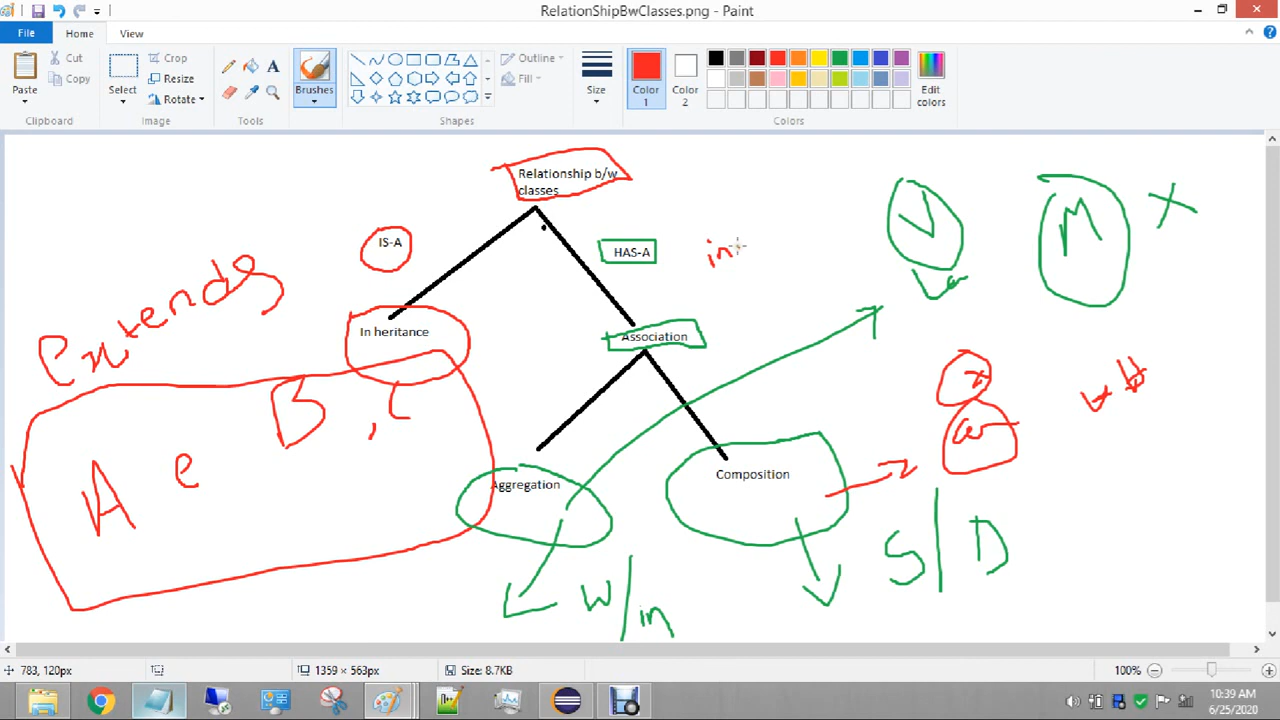 RelationShipBwClasses.png - Paint
File
Home
View
Paste
Cut
Copy
Clipboard
Select
Crop
Resize
Rotate
Image
Tools
Brushes
Outline
Fill
Shapes
Size
Color
1
Color
2
Edit
colors
Colors
Relationship b/w
classes
IS-A
HAS-A
in
Extends
In heritance
Association
V
M
X
B, C
A e
Aggregation
Composition
W/in
S | D
783, 120px
1359 × 563px
Size: 8.7KB
100%
10:39 AM
6/25/2020